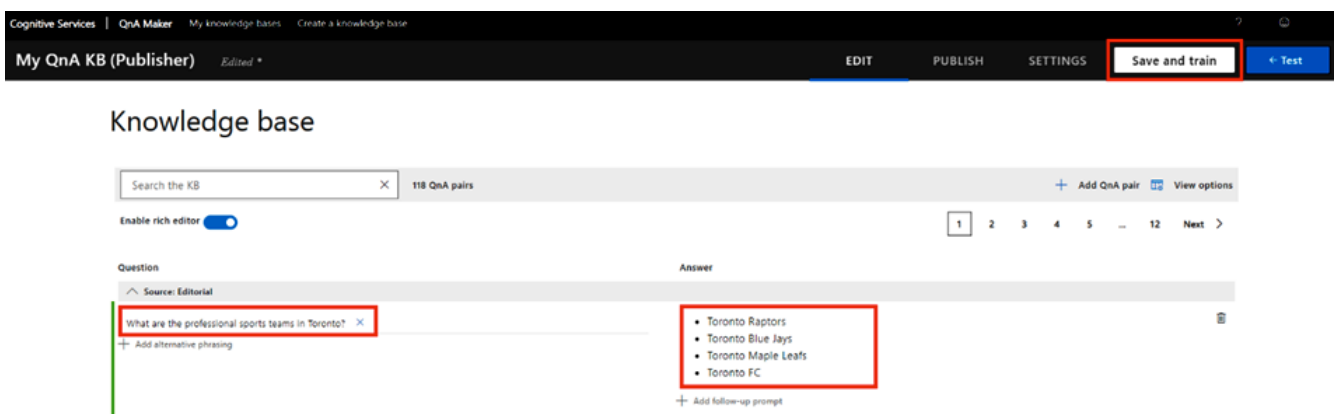 Cognitive Services | QnA Maker My knowledge bases Create a knowledge base ?
My QnA KB (Publisher) Edited * EDIT PUBLISH SETTINGS Save and train ← Test
Knowledge base
Search the KB × 118 QnA pairs + Add QnA pair View options
Enable rich editor 1 2 3 4 5 ... 12 Next >
Question Answer
Source: Editorial
What are the professional sports teams in Toronto? ×
+ Add alternative phrasing
• Toronto Raptors
• Toronto Blue Jays
• Toronto Maple Leafs
• Toronto FC
+ Add follow-up prompt